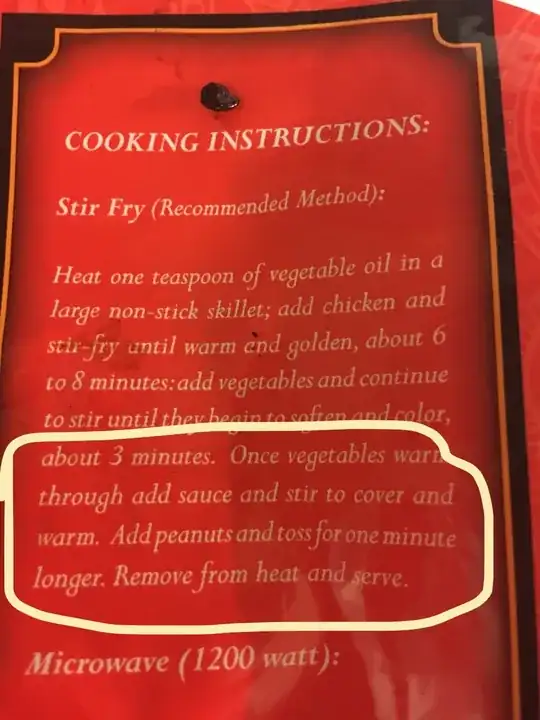 COOKING INSTRUCTIONS:
Stir Fry (Recommended Method):
Heat one teaspoon of vegetable oil in a
large non-stick skillet; add chicken and
stir-fry until warm and golden, about 6
to 8 minutes:add vegetables and continue
to stir until they begin to soften and color,
about 3 minutes. Once vegetables warm
through add sauce and stir to cover and
warm. Add peanuts and toss for one minute
longer. Remove from heat and serve.
Microwave (1200 watt):